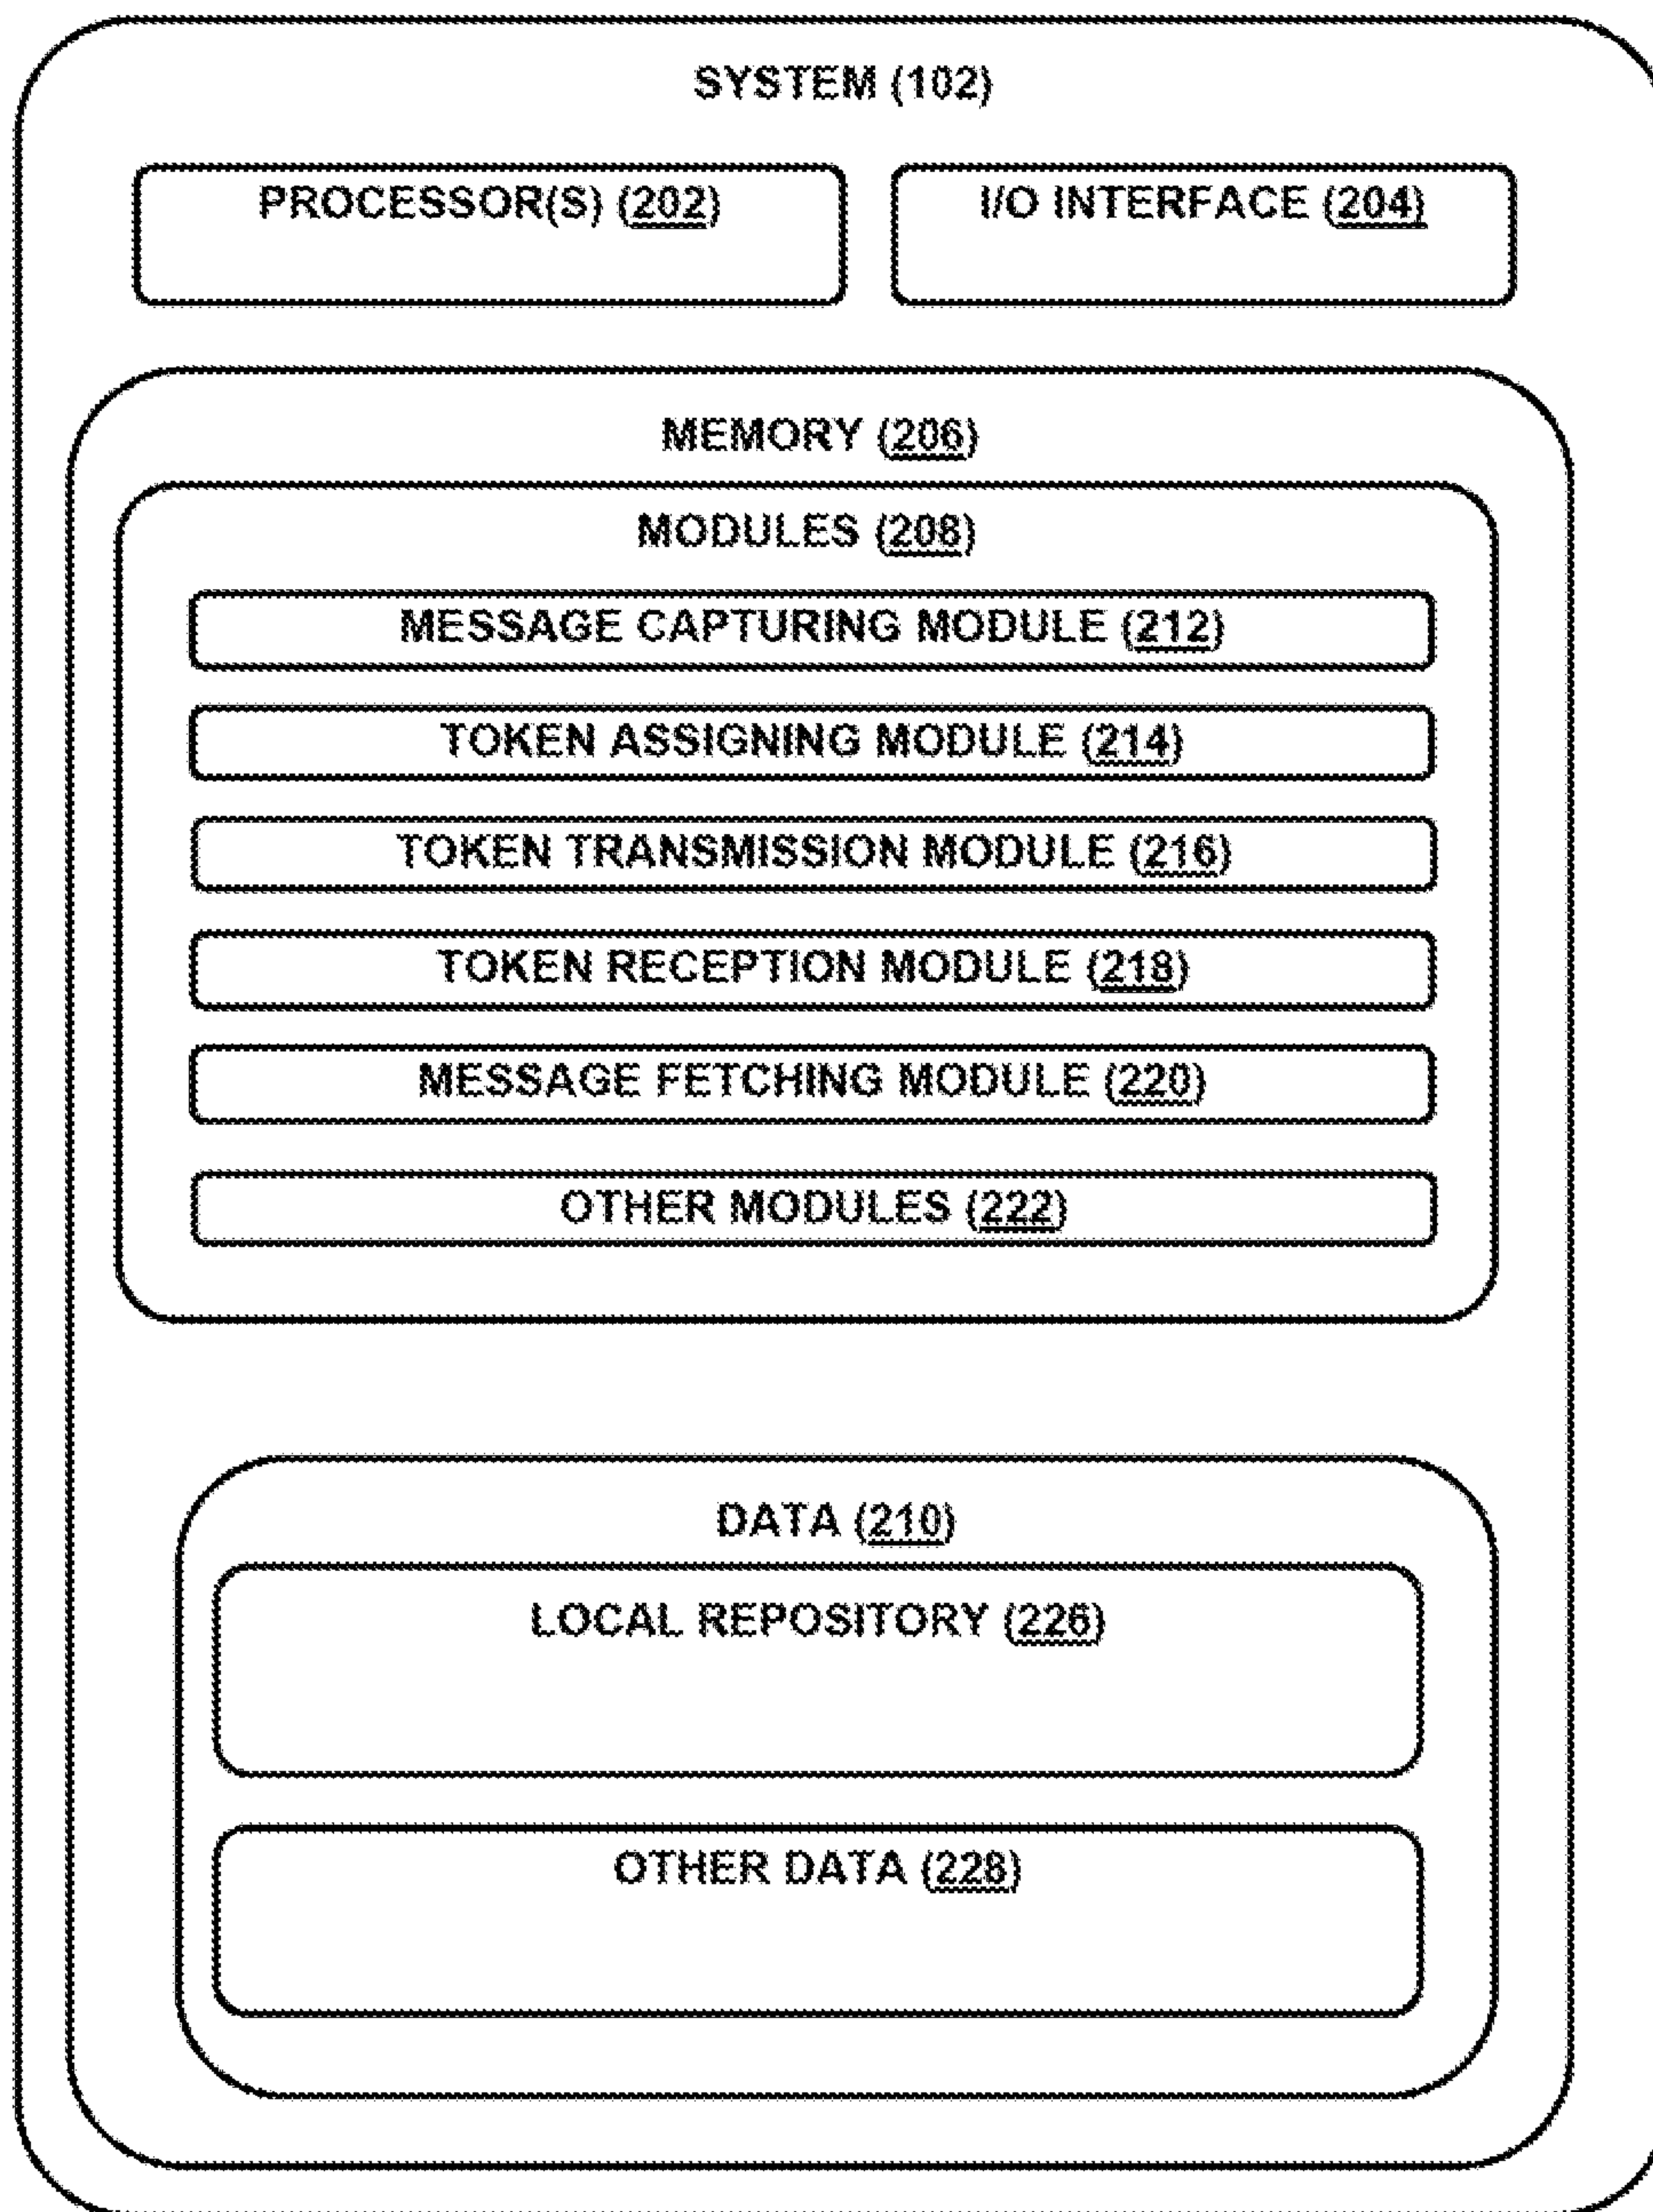 SYSTEM (102)
PROCESSOR(S) (202)
I/O INTERFACE (204)
MEMORY (206)
MODULES (208)
MESSAGE CAPTURING MODULE (212)
TOKEN ASSIGNING MODULE (214)
TOKEN TRANSMISSION MODULE (216)
TOKEN RECEPTION MODULE (218)
MESSAGE FETCHING MODULE (220)
OTHER MODULES (222)
DATA (210)
LOCAL REPOSITORY (226)
OTHER DATA (228)